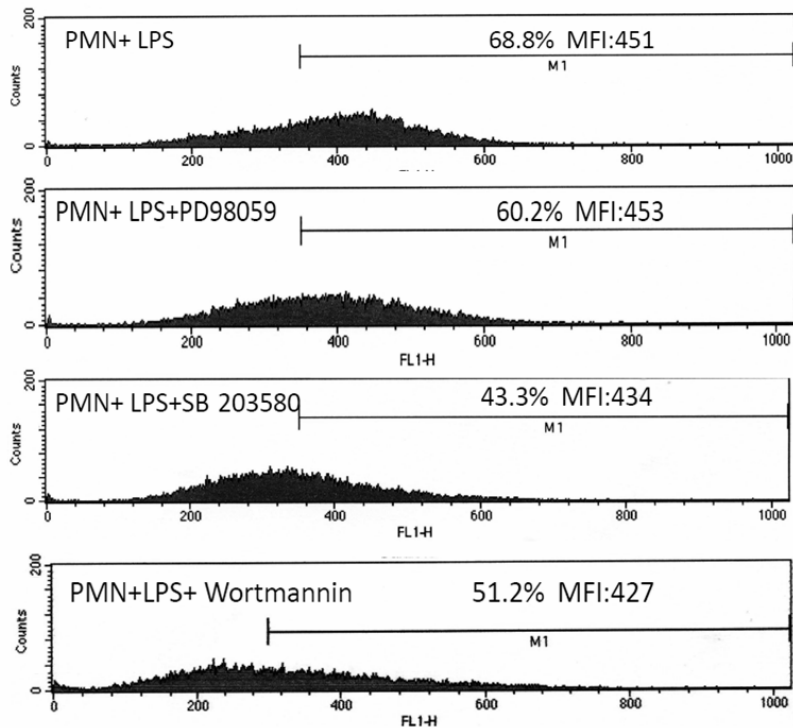 200
PMN+ LPS
68.8% MFI:451
M1
Counts
0
0 200 400 600 800 1000
200
PMN+ LPS+PD98059
60.2% MFI:453
M1
Counts
0
0 200 400 600 800 1000
FL1-H
200
PMN+ LPS+SB 203580
43.3% MFI:434
M1
Counts
0
0 200 400 600 800 1000
FL1-H
200
PMN+LPS+ Wortmannin
51.2% MFI:427
M1
Counts
0
0 200 400 600 800 1000
FL1-H